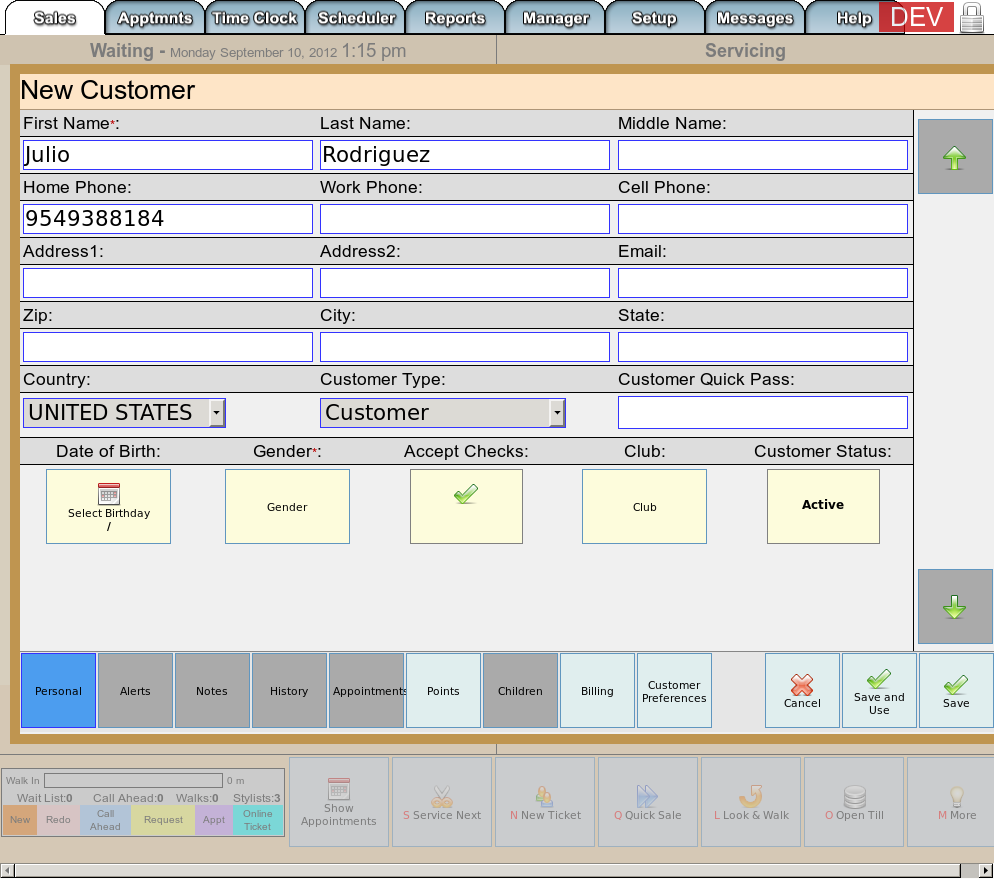 Sales Apptmnts Time Clock Scheduler Reports Manager Setup Messages Help DEV
Waiting - Monday September 10, 2012 1:15 pm Servicing
New Customer
First Name*: Last Name: Middle Name:
Julio Rodriguez
Home Phone: Work Phone: Cell Phone:
9549388184
Address1: Address2: Email:
Zip: City: State:
Country: Customer Type: Customer Quick Pass:
UNITED STATES Customer
Date of Birth: Gender*: Accept Checks: Club: Customer Status:
Select Birthday
/
Gender
Club
Active
Personal Alerts Notes History Appointments Points Children Billing
Customer
Preferences
Cancel
Save and
Use
Save
Walk In 0 m
Wait List:0 Call Ahead:0 Walks:0 Stylists:3
New Redo
Call
Ahead
Request Appt
Online
Ticket
Show
Appointments
S Service Next N New Ticket Q Quick Sale L Look & Walk O Open Till M More